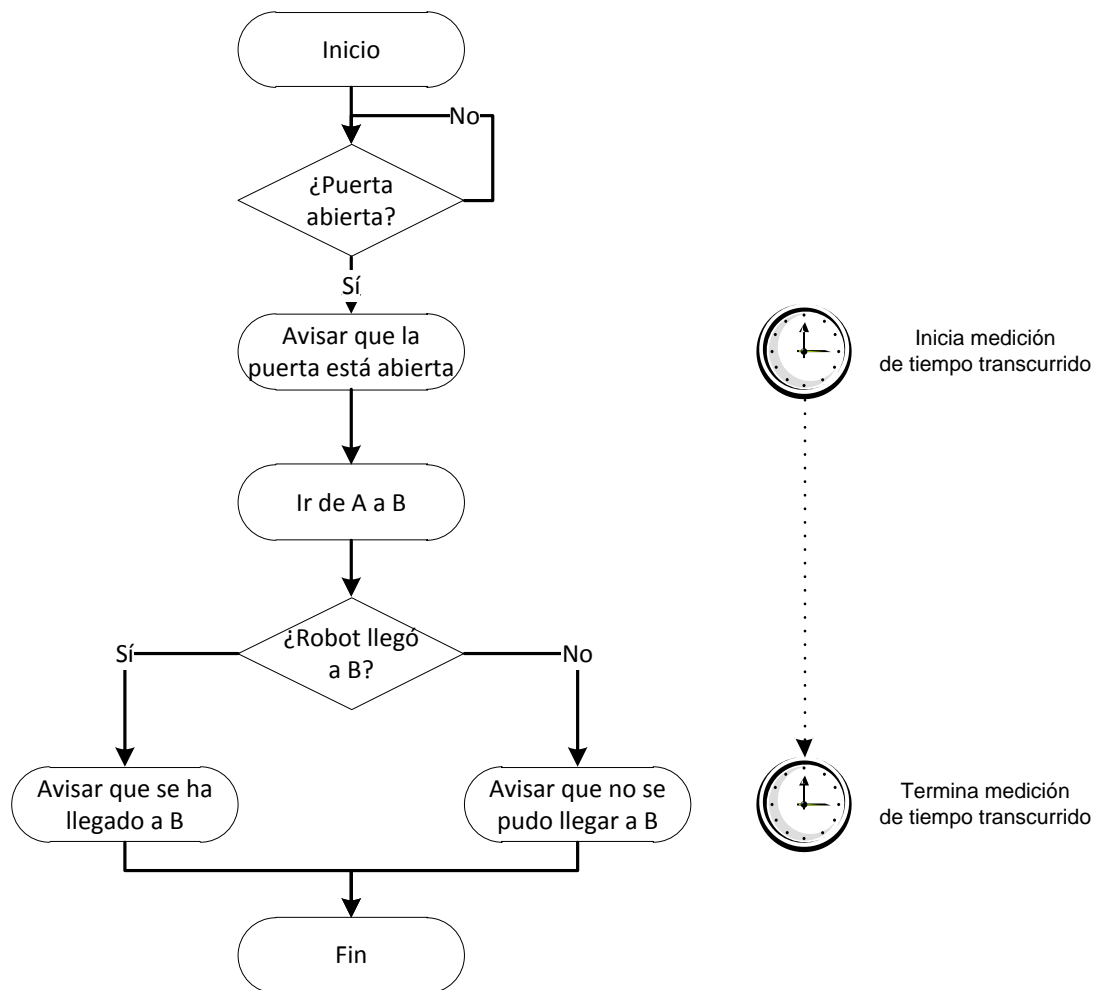 Inicio
No
¿Puerta
abierta?
Sí
Avisar que la
puerta está abierta
Inicia medición
de tiempo transcurrido
Ir de A a B
¿Robot llegó
a B?
Sí
No
Avisar que se ha
llegado a B
Avisar que no se
pudo llegar a B
Termina medición
de tiempo transcurrido
Fin